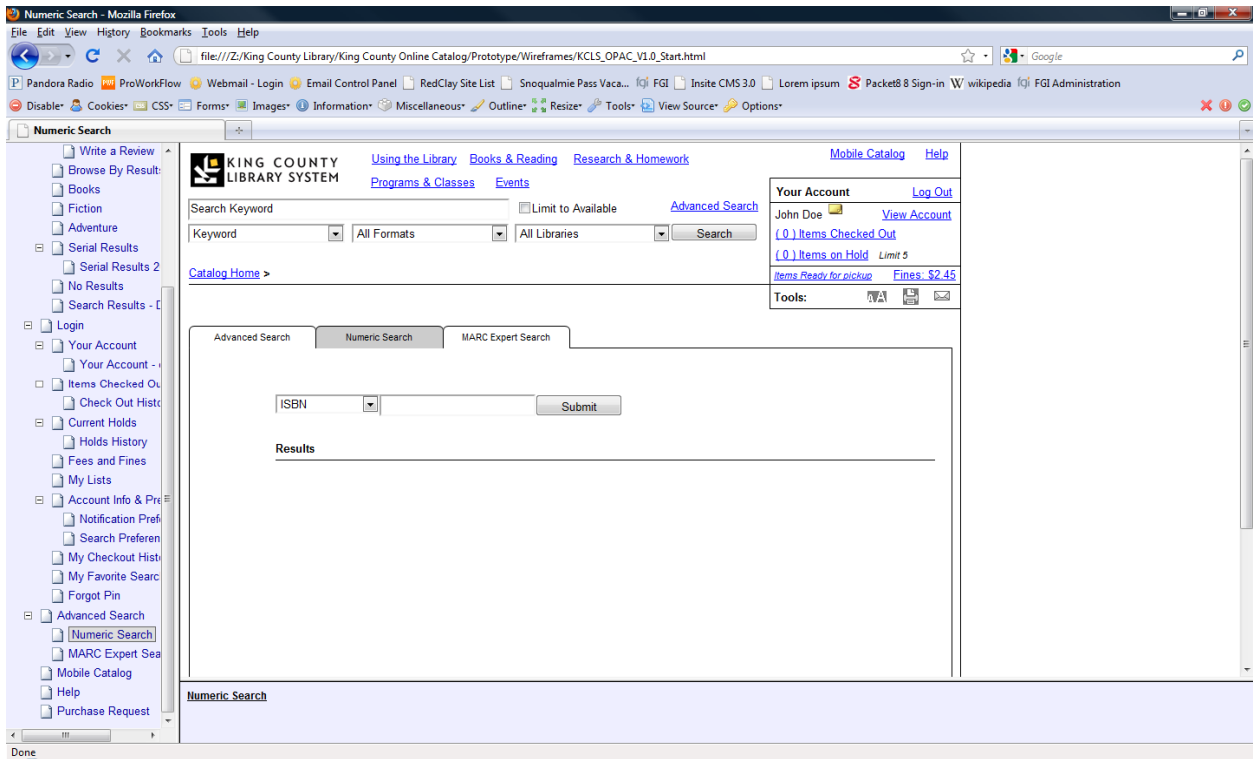 Numeric Search - Mozilla Firefox
File Edit View History Bookmarks Tools Help
file:///Z:/King County Library/King County Online Catalog/Prototype/Wireframes/KCLS_OPAC_V1.0_Start.html
Google
Pandora Radio ProWorkFlow Webmail - Login Email Control Panel RedClay Site List Snoqualmie Pass Vaca... FGI Insite CMS 3.0 Lorem ipsum Packet8 8 Sign-in wikipedia FGI Administration
Disable Cookies CSS Forms Images Information Miscellaneous Outline Resize Tools View Source Options
Numeric Search
Write a Review
Browse By Result
Books
Fiction
Adventure
Serial Results
Serial Results 2
No Results
Search Results - D
Login
Your Account
Your Account -
Items Checked Ou
Check Out Histo
Current Holds
Holds History
Fees and Fines
My Lists
Account Info & Pre
Notification Pref
Search Preferen
My Checkout Hist
My Favorite Searc
Forgot Pin
Advanced Search
Numeric Search
MARC Expert Sea
Mobile Catalog
Help
Purchase Request
KING COUNTY
LIBRARY SYSTEM
Using the Library Books & Reading Research & Homework
Programs & Classes Events
Mobile Catalog Help
Search Keyword
Limit to Available
Advanced Search
Keyword All Formats All Libraries Search
Catalog Home >
Your Account Log Out
John Doe View Account
( 0 ) Items Checked Out
( 0 ) Items on Hold Limit 5
Items Ready for pickup Fines: $2.45
Tools: AA
Advanced Search Numeric Search MARC Expert Search
ISBN Submit
Results
Numeric Search
Done